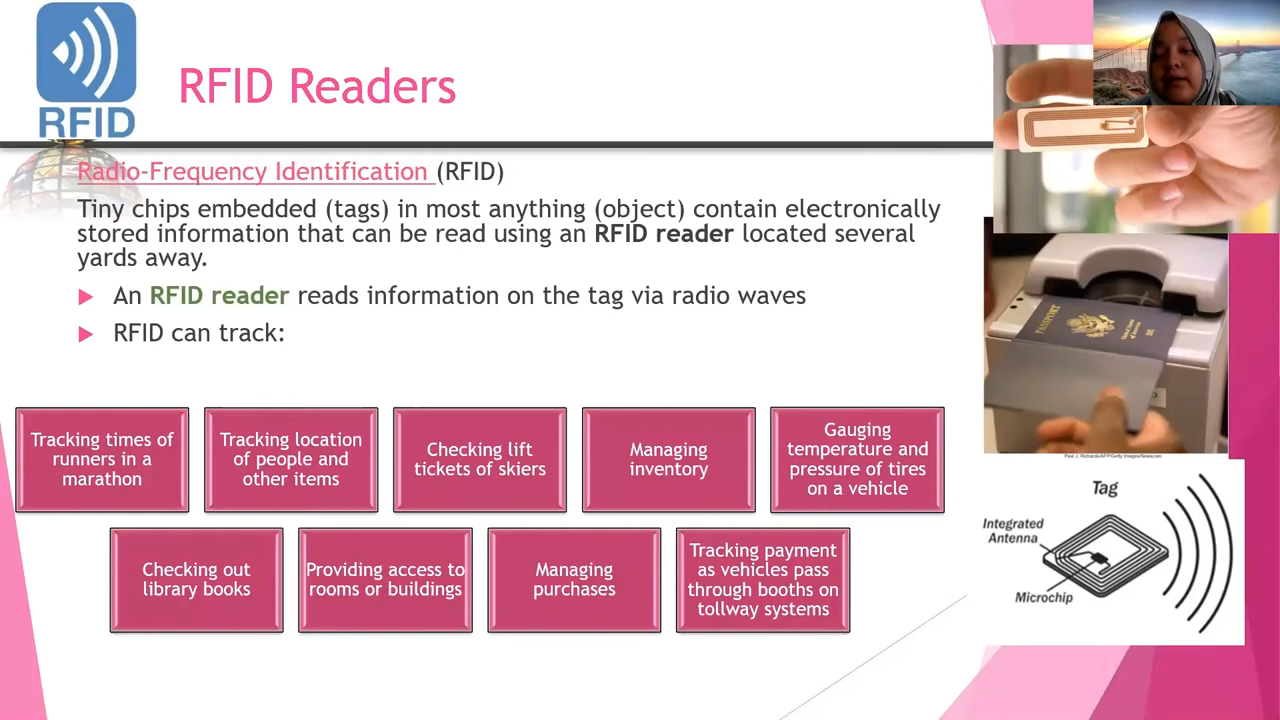 RFID
RFID Readers
Radio-Frequency Identification (RFID)
Tiny chips embedded (tags) in most anything (object) contain electronically
stored information that can be read using an RFID reader located several
yards away.
An RFID reader reads information on the tag via radio waves
RFID can track:
Tracking times of
runners in a
marathon
Tracking location
of people and
other items
Checking lift
tickets of skiers
Managing
inventory
Gauging
temperature and
pressure of tires
on a vehicle
Checking out
library books
Providing access to
rooms or buildings
Managing
purchases
Tracking payment
as vehicles pass
through booths on
tollway systems
PASSPORT
United States
of America
Tag
Integrated
Antenna
Microchip